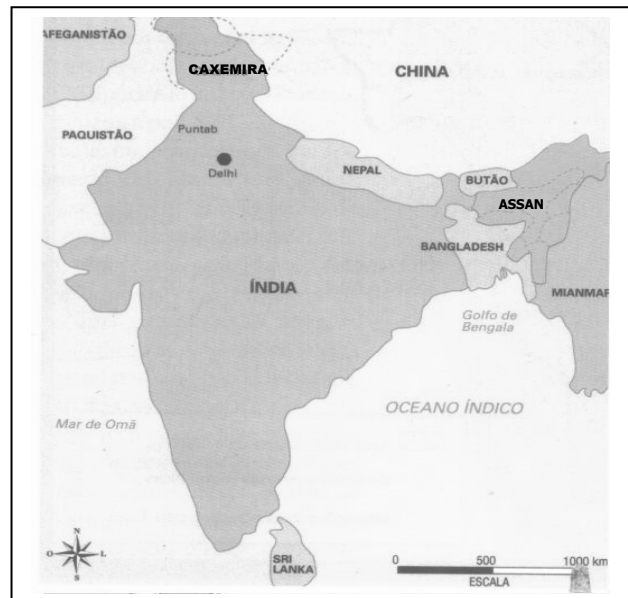 AFEGANISTÃO
CAXEMIRA
CHINA
PAQUISTÃO
Puntab
Delhi
NEPAL
BUTÃO
ASSAN
BANGLADESH
ÍNDIA
MIANMAR
Golfo de
Bengala
OCEANO ÍNDICO
Mar de Omã
N
O
L
S
SRI
LANKA
0 500 1000 km
ESCALA